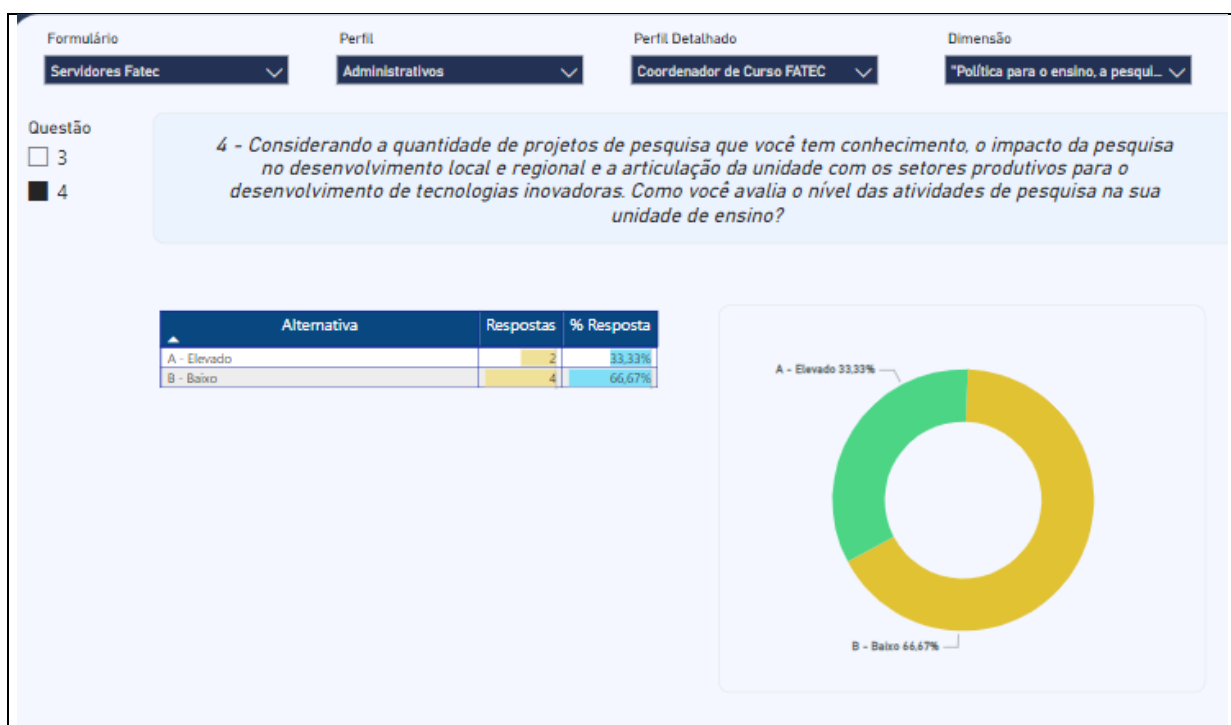 Formulário
Perfil
Perfil Detalhado
Dimensão
Servidores Fatec
Administrativos
Coordenador de Curso FATEC
"Política para o ensino, a pesqui...
Questão
3
4
4 - Considerando a quantidade de projetos de pesquisa que você tem conhecimento, o impacto da pesquisa
no desenvolvimento local e regional e a articulação da unidade com os setores produtivos para o
desenvolvimento de tecnologias inovadoras. Como você avalia o nível das atividades de pesquisa na sua
unidade de ensino?
Alternativa Respostas % Resposta
A - Elevado 2 33,33%
B - Baixo 4 66,67%
A - Elevado 33,33%
B - Baixo 66,67%